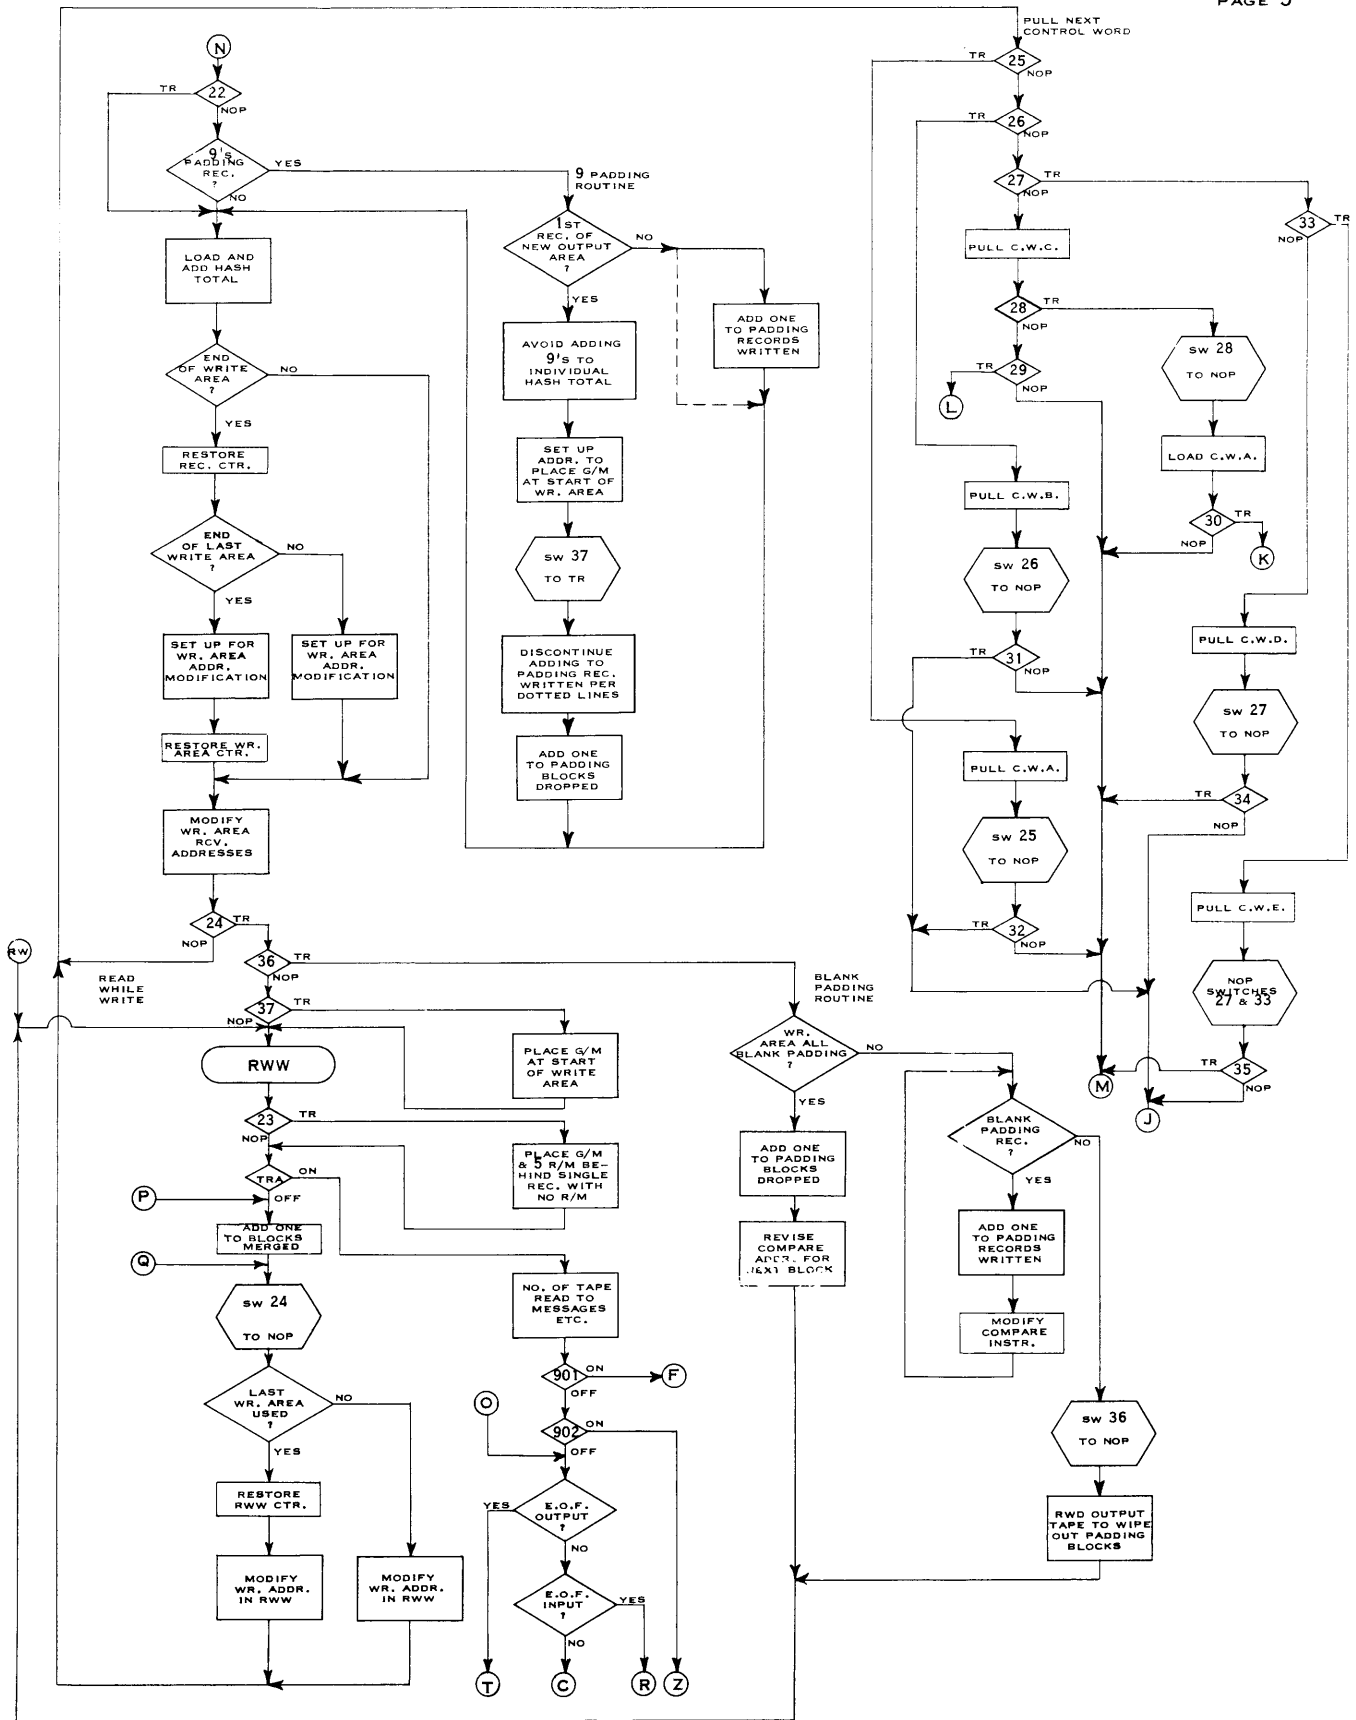 PAGE 5
N
TR
22
NOP
9's
PADDING
REC.
?
YES
NO
LOAD AND
ADD HASH
TOTAL
END
OF WRITE
AREA
?
NO
YES
RESTORE
REC. CTR.
END
OF LAST
WRITE AREA
?
NO
YES
SET UP FOR
WR. AREA
ADDR.
MODIFICATION
SET UP FOR
WR. AREA
ADDR.
MODIFICATION
RESTORE WR.
AREA CTR.
MODIFY
WR. AREA
RCV.
ADDRESSES
24
TR
NOP
RW
READ
WHILE
WRITE
36
TR
NOP
37
TR
NOP
RWW
PLACE G/M
AT START
OF WRITE
AREA
23
TR
NOP
PLACE G/M
& 5 R/M BE-
HIND SINGLE
REC. WITH
NO R/M
TRA
ON
OFF
P
ADD ONE
TO BLOCKS
MERGED
Q
SW 24
TO NOP
LAST
WR. AREA
USED
?
NO
YES
RESTORE
RWW CTR.
MODIFY
WR. ADDR.
IN RWW
MODIFY
WR. ADDR.
IN RWW
9 PADDING
ROUTINE
1ST
REC. OF
NEW OUTPUT
AREA
?
NO
YES
ADD ONE
TO PADDING
RECORDS
WRITTEN
AVOID ADDING
9's TO
INDIVIDUAL
HASH TOTAL
SET UP
ADDR. TO
PLACE G/M
AT START OF
WR. AREA
SW 37
TO TR
DISCONTINUE
ADDING TO
PADDING REC.
WRITTEN PER
DOTTED LINES
ADD ONE
TO PADDING
BLOCKS
DROPPED
NO. OF TAPE
READ TO
MESSAGES
ETC.
901
ON
F
OFF
O
902
ON
OFF
E.O.F.
OUTPUT
?
YES
NO
E.O.F.
INPUT
?
YES
NO
T
C
R
Z
BLANK
PADDING
ROUTINE
WR.
AREA ALL
BLANK PADDING
?
NO
YES
ADD ONE
TO PADDING
BLOCKS
DROPPED
REVISE
COMPARE
ADDR. FOR
NEXT BLOCK
BLANK
PADDING
REC.
?
NO
YES
ADD ONE
TO PADDING
RECORDS
WRITTEN
MODIFY
COMPARE
INSTR.
SW 36
TO NOP
RWD OUTPUT
TAPE TO WIPE
OUT PADDING
BLOCKS
PULL NEXT
CONTROL WORD
TR
25
NOP
TR
26
NOP
27
TR
NOP
33
TR
NOP
PULL C.W.C.
28
TR
NOP
TR
29
NOP
L
SW 28
TO NOP
LOAD C.W.A.
30
TR
NOP
K
PULL C.W.B.
SW 26
TO NOP
TR
31
NOP
PULL C.W.A.
SW 25
TO NOP
TR
32
NOP
PULL C.W.D.
SW 27
TO NOP
TR
34
NOP
PULL C.W.E.
NOP
SWITCHES
27 & 33
TR
35
NOP
M
J